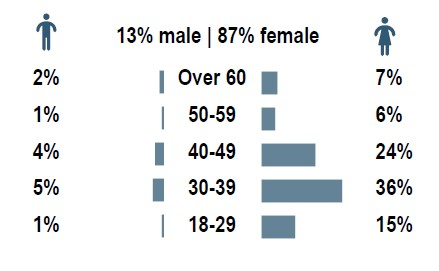 13% male | 87% female
2% Over 60 7%
1% 50-59 6%
4% 40-49 24%
5% 30-39 36%
1% 18-29 15%